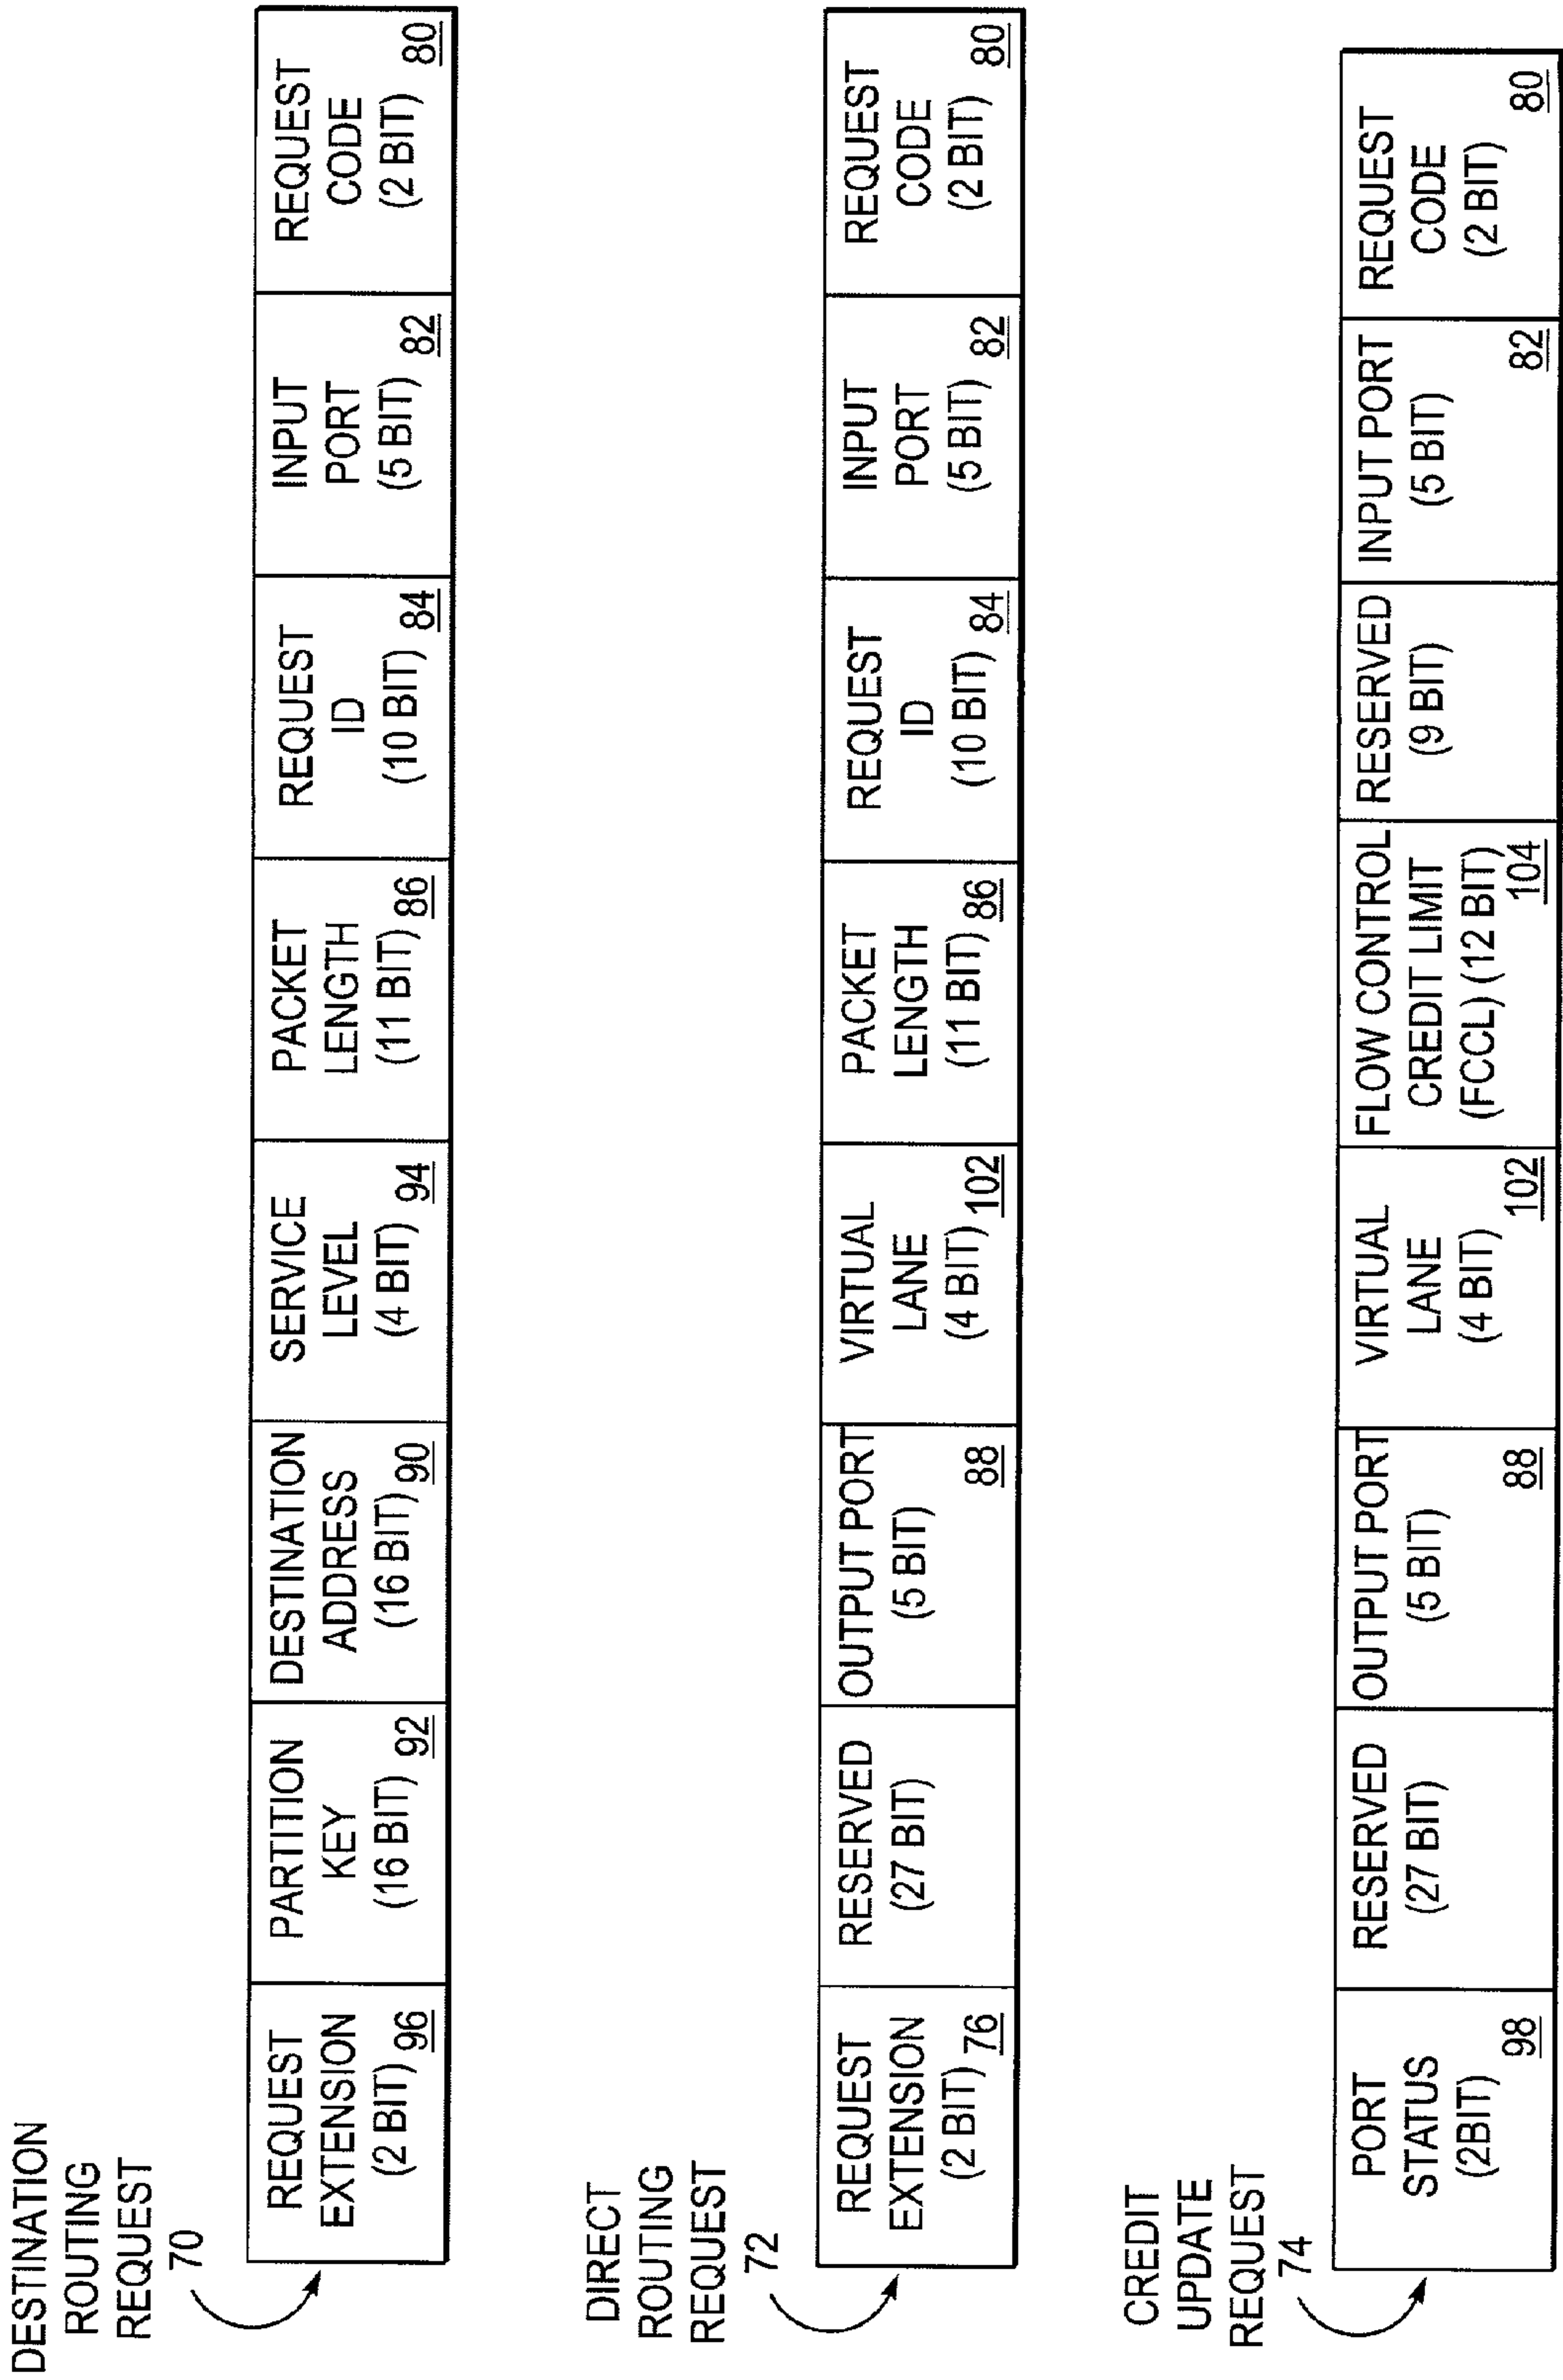 DESTINATION
ROUTING
REQUEST
70
REQUEST
EXTENSION
(2 BIT) 96
PARTITION
KEY
(16 BIT) 92
DESTINATION
ADDRESS
(16 BIT) 90
SERVICE
LEVEL
(4 BIT) 94
PACKET
LENGTH
(11 BIT) 86
REQUEST
ID
(10 BIT) 84
INPUT
PORT
(5 BIT) 82
REQUEST
CODE
(2 BIT) 80
DIRECT
ROUTING
REQUEST
72
REQUEST
EXTENSION
(2 BIT) 76
RESERVED
(27 BIT)
OUTPUT PORT
(5 BIT)
88
VIRTUAL
LANE
(4 BIT) 102
PACKET
LENGTH
(11 BIT) 86
REQUEST
ID
(10 BIT) 84
INPUT
PORT
(5 BIT) 82
REQUEST
CODE
(2 BIT) 80
CREDIT
UPDATE
REQUEST
74
PORT
STATUS
(2BIT)
98
RESERVED
(27 BIT)
OUTPUT PORT
(5 BIT)
88
VIRTUAL
LANE
(4 BIT)
102
FLOW CONTROL
CREDIT LIMIT
(FCCL) (12 BIT)
104
RESERVED
(9 BIT)
INPUT PORT
(5 BIT)
82
REQUEST
CODE
(2 BIT)
80